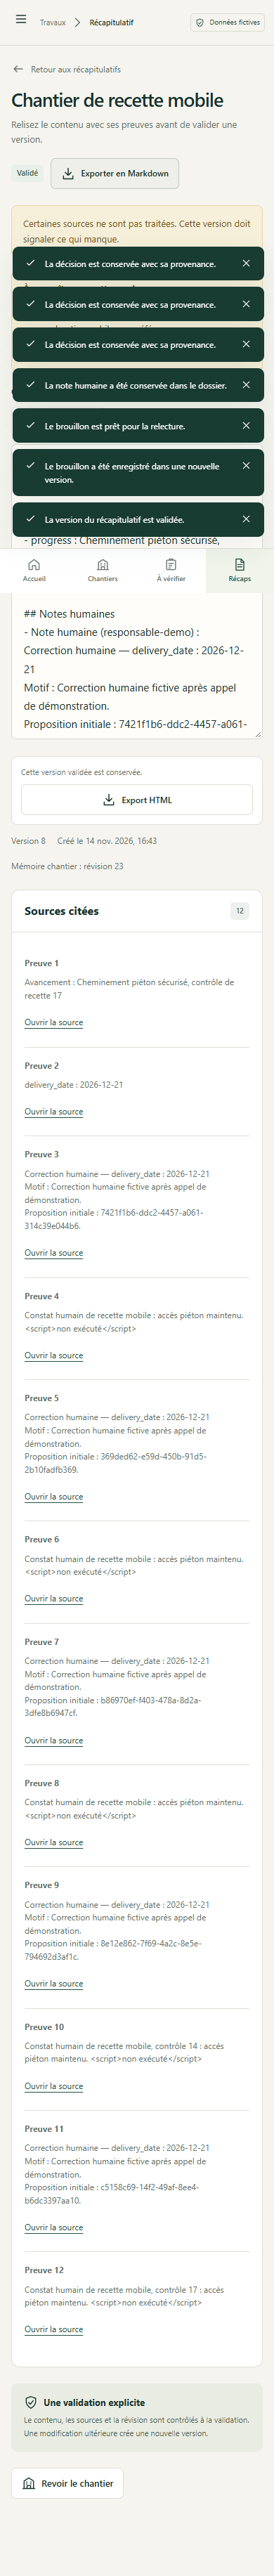 Travaux > Récapitulatif
Données fictives
Retour aux récapitulatifs
Chantier de recette mobile
Relisez le contenu avec ses preuves avant de valider une
version.
Validé
Exporter en Markdown
Certaines sources ne sont pas traitées. Cette version doit
signaler ce qui manque.
La décision est conservée avec sa provenance.
La décision est conservée avec sa provenance.
La décision est conservée avec sa provenance.
La note humaine a été conservée dans le dossier.
Le brouillon est prêt pour la relecture.
Le brouillon a été enregistré dans une nouvelle
version.
La version du récapitulatif est validée.
- progress : Cheminement piéton sécurisé,
Accueil
Chantiers
À vérifier
Récaps
## Notes humaines
- Note humaine (responsable-demo) :
Correction humaine — delivery_date : 2026-12-
21
Motif : Correction humaine fictive après appel
de démonstration.
Proposition initiale : 7421f1b6-ddc2-4457-a061-
Cette version validée est conservée.
Export HTML
Version 8
Créé le 14 nov. 2026, 16:43
Mémoire chantier : révision 23
Sources citées
12
Preuve 1
Avancement : Cheminement piéton sécurisé, contrôle de
recette 17
Ouvrir la source
Preuve 2
delivery_date : 2026-12-21
Ouvrir la source
Preuve 3
Correction humaine — delivery_date : 2026-12-21
Motif : Correction humaine fictive après appel de
démonstration.
Proposition initiale : 7421f1b6-ddc2-4457-a061-
314c39e044b6.
Ouvrir la source
Preuve 4
Constat humain de recette mobile : accès piéton maintenu.
<script>non exécuté</script>
Ouvrir la source
Preuve 5
Correction humaine — delivery_date : 2026-12-21
Motif : Correction humaine fictive après appel de
démonstration.
Proposition initiale : 369ded62-e59d-450b-91d5-
2b10fadfb369.
Ouvrir la source
Preuve 6
Constat humain de recette mobile : accès piéton maintenu.
<script>non exécuté</script>
Ouvrir la source
Preuve 7
Correction humaine — delivery_date : 2026-12-21
Motif : Correction humaine fictive après appel de
démonstration.
Proposition initiale : b86970ef-f403-478a-8d2a-
3dfe8b6947cf.
Ouvrir la source
Preuve 8
Constat humain de recette mobile : accès piéton maintenu.
<script>non exécuté</script>
Ouvrir la source
Preuve 9
Correction humaine — delivery_date : 2026-12-21
Motif : Correction humaine fictive après appel de
démonstration.
Proposition initiale : 8e12e862-7f69-4a2c-8e5e-
794692d3af1c.
Ouvrir la source
Preuve 10
Constat humain de recette mobile, contrôle 14 : accès
piéton maintenu. <script>non exécuté</script>
Ouvrir la source
Preuve 11
Correction humaine — delivery_date : 2026-12-21
Motif : Correction humaine fictive après appel de
démonstration.
Proposition initiale : c5158c69-14f2-49af-8ee4-
b6dc3397aa10.
Ouvrir la source
Preuve 12
Constat humain de recette mobile, contrôle 17 : accès
piéton maintenu. <script>non exécuté</script>
Ouvrir la source
Une validation explicite
Le contenu, les sources et la révision sont contrôlés à la validation.
Une modification ultérieure crée une nouvelle version.
Revoir le chantier